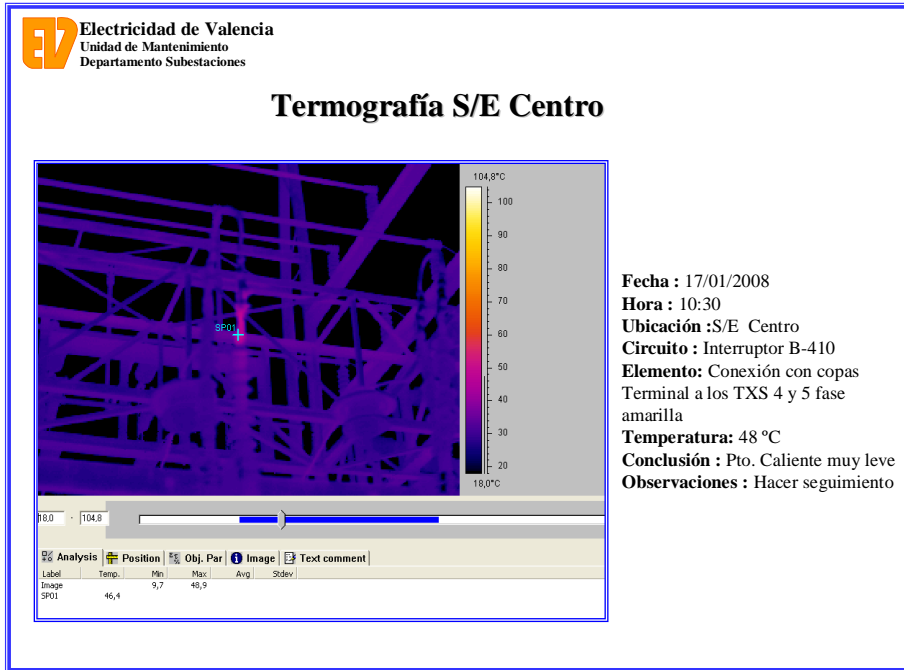 EV
Electricidad de Valencia
Unidad de Mantenimiento
Departamento Subestaciones
Termografía S/E Centro
104,8°C
100
90
80
70
60
50
40
30
20
18,0°C
SP01
18,0 - 104,8
Analysis Position Obj. Par Image Text comment
Label Temp. Min Max Avg Stdev
Image 9,7 48,9
SP01 46,4
Fecha : 17/01/2008
Hora : 10:30
Ubicación :S/E Centro
Circuito : Interruptor B-410
Elemento: Conexión con copas
Terminal a los TXS 4 y 5 fase
amarilla
Temperatura: 48 ºC
Conclusión : Pto. Caliente muy leve
Observaciones : Hacer seguimiento